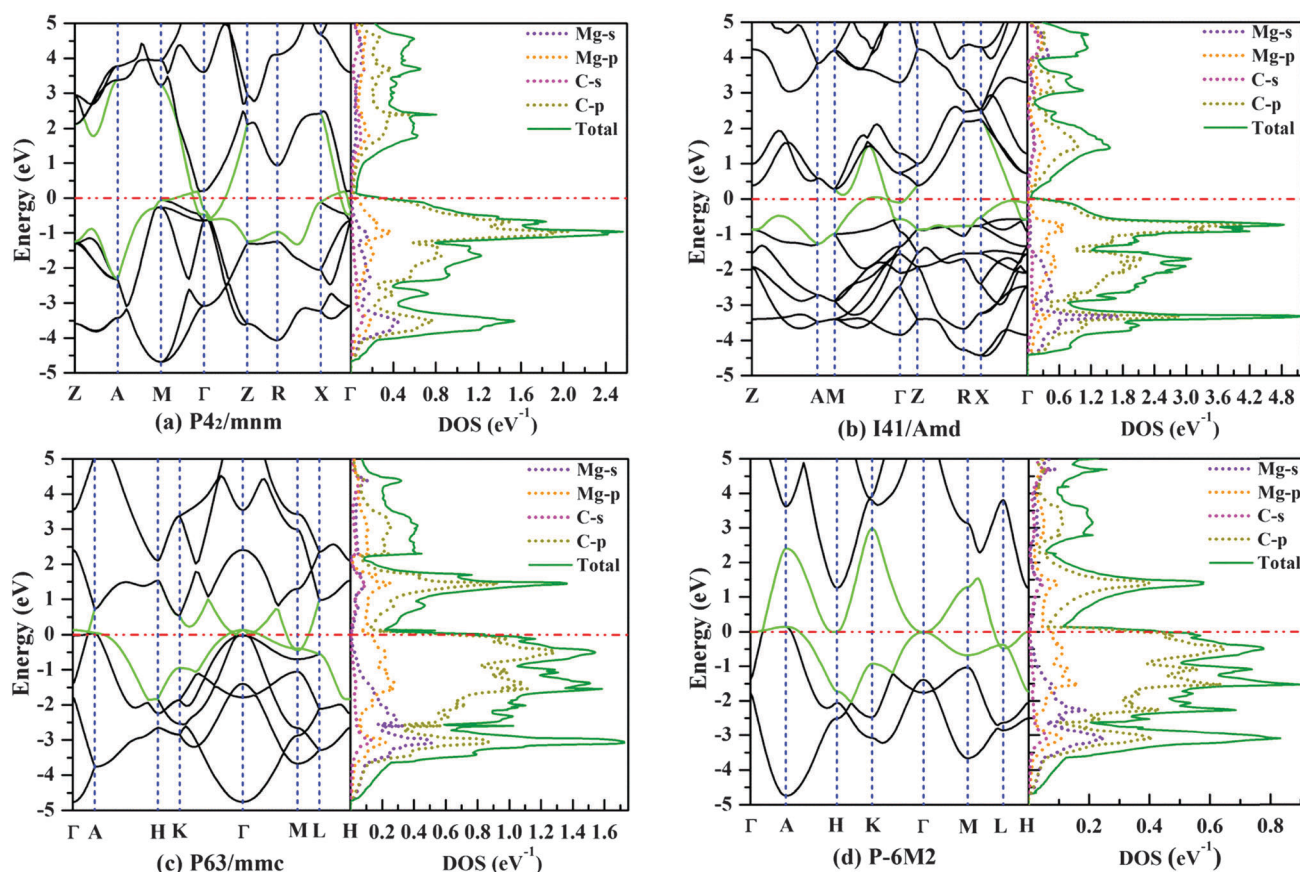 Energy (eV)
5
4
3
2
1
0
-1
-2
-3
-4
-5
Mg-s
Mg-p
C-s
C-p
Total
Z A M Γ Z R X Γ 0.4 0.8 1.2 1.6 2.0 2.4
(a) P4₂/mnm DOS (eV⁻¹)
Energy (eV)
5
4
3
2
1
0
-1
-2
-3
-4
-5
Mg-s
Mg-p
C-s
C-p
Total
Z A M Γ Z R X Γ 0.6 1.2 1.8 2.4 3.0 3.6 4.2 4.8
(b) I41/Amd DOS (eV⁻¹)
Energy (eV)
5
4
3
2
1
0
-1
-2
-3
-4
-5
Mg-s
Mg-p
C-s
C-p
Total
Γ A H K Γ M L H 0.2 0.4 0.6 0.8 1.0 1.2 1.4 1.6
(c) P63/mmc DOS (eV⁻¹)
Energy (eV)
5
4
3
2
1
0
-1
-2
-3
-4
-5
Mg-s
Mg-p
C-s
C-p
Total
Γ A H K Γ M L H 0.2 0.4 0.6 0.8
(d) P-6M2 DOS (eV⁻¹)